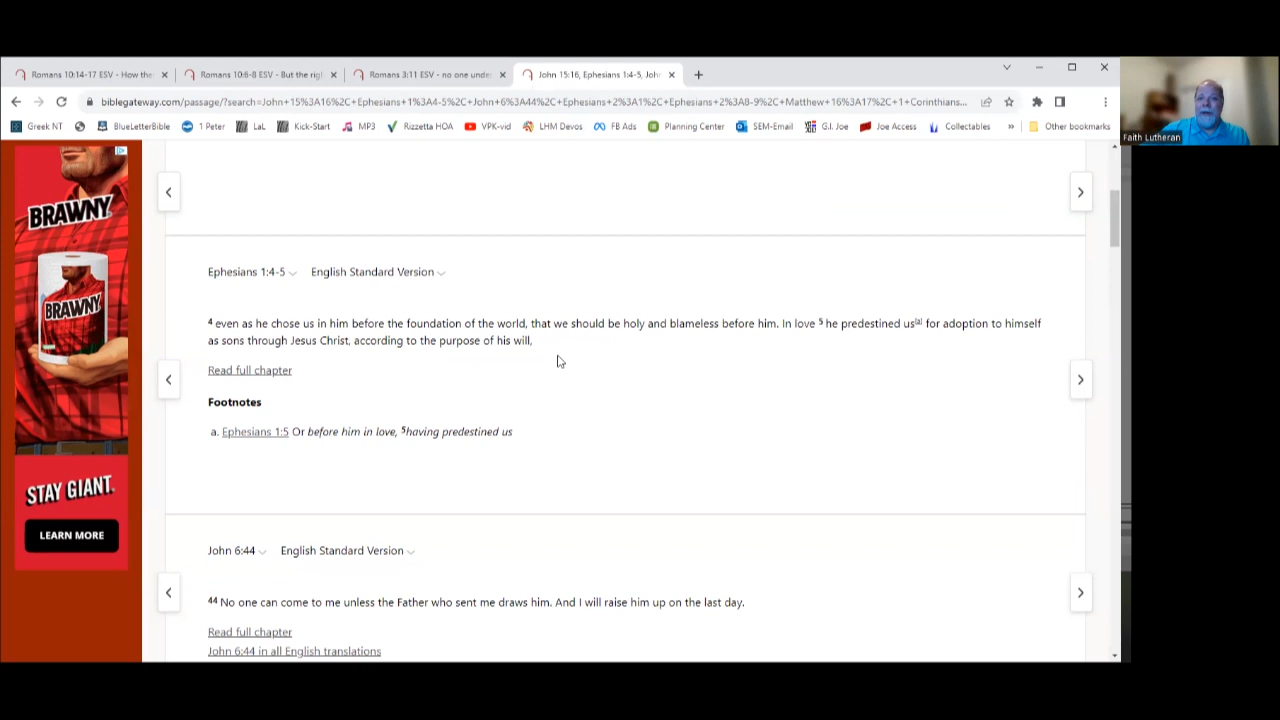 Romans 10:14-17 ESV - How the
Romans 10:6-8 ESV - But the rig
Romans 3:11 ESV - no one unde
John 15:16, Ephesians 1:4-5, Joh
biblegateway.com/passage/?search=John+15%3A16%2C+Ephesians+1%3A4-5%2C+John+6%3A44%2C+Ephesians+2%3A1%2C+Ephesians+2%3A8-9%2C+Matthew+16%3A17%2C+1+Corinthians...
Greek NT
BlueLetterBible
1 Peter
LaL
Kick-Start
MP3
Rizzetta HOA
VPK-vid
LHM Devos
FB Ads
Planning Center
SEM-Email
G.I. Joe
Joe Access
Collectables
»
Other bookmarks
Faith Lutheran
BRAWNY
BRAWNY
STAY GIANT.
LEARN MORE
Ephesians 1:4-5 English Standard Version
4 even as he chose us in him before the foundation of the world, that we should be holy and blameless before him. In love 5 he predestined us[a] for adoption to himself
as sons through Jesus Christ, according to the purpose of his will,
Read full chapter
Footnotes
a. Ephesians 1:5 Or before him in love, 5having predestined us
John 6:44 English Standard Version
44 No one can come to me unless the Father who sent me draws him. And I will raise him up on the last day.
Read full chapter
John 6:44 in all English translations